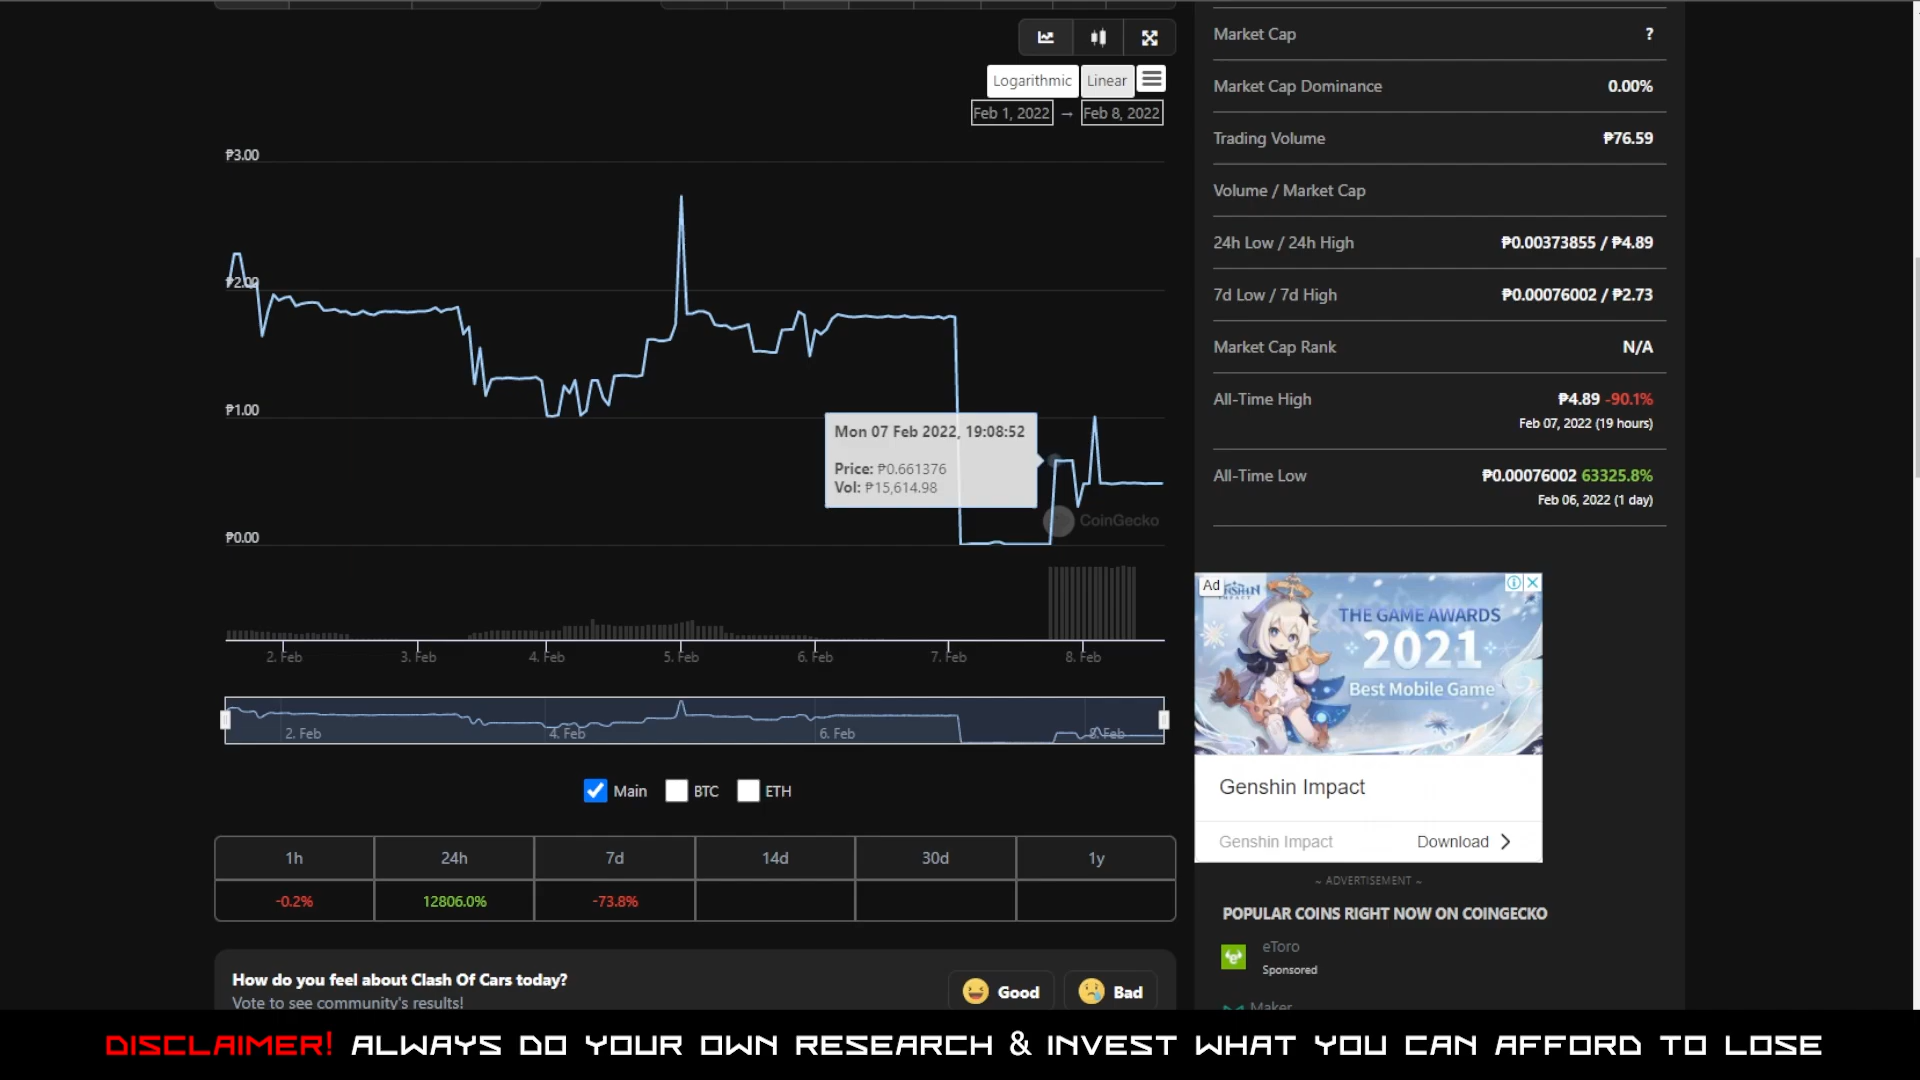 Logarithmic Linear
Feb 1, 2022 → Feb 8, 2022
₱3.00
₱2.00
₱1.00
₱0.00
Mon 07 Feb 2022, 19:08:52
Price: ₱0.661376
Vol: ₱15,614.98
CoinGecko
2. Feb 3. Feb 4. Feb 5. Feb 6. Feb 7. Feb 8. Feb
2. Feb 4. Feb 6. Feb 8. Feb
Main BTC ETH
1h 24h 7d 14d 30d 1y
-0.2% 12806.0% -73.8%
How do you feel about Clash Of Cars today?
Vote to see community's results!
Good Bad
Market Cap ?
Market Cap Dominance 0.00%
Trading Volume ₱76.59
Volume / Market Cap
24h Low / 24h High ₱0.00373855 / ₱4.89
7d Low / 7d High ₱0.00076002 / ₱2.73
Market Cap Rank N/A
All-Time High ₱4.89 -90.1%
Feb 07, 2022 (19 hours)
All-Time Low ₱0.00076002 63325.8%
Feb 06, 2022 (1 day)
Ad
THE GAME AWARDS
2021
Best Mobile Game
Genshin Impact
Genshin Impact Download
~ ADVERTISEMENT ~
POPULAR COINS RIGHT NOW ON COINGECKO
eToro
Sponsored
Maker
DISCLAIMER! ALWAYS DO YOUR OWN RESEARCH & INVEST WHAT YOU CAN AFFORD TO LOSE